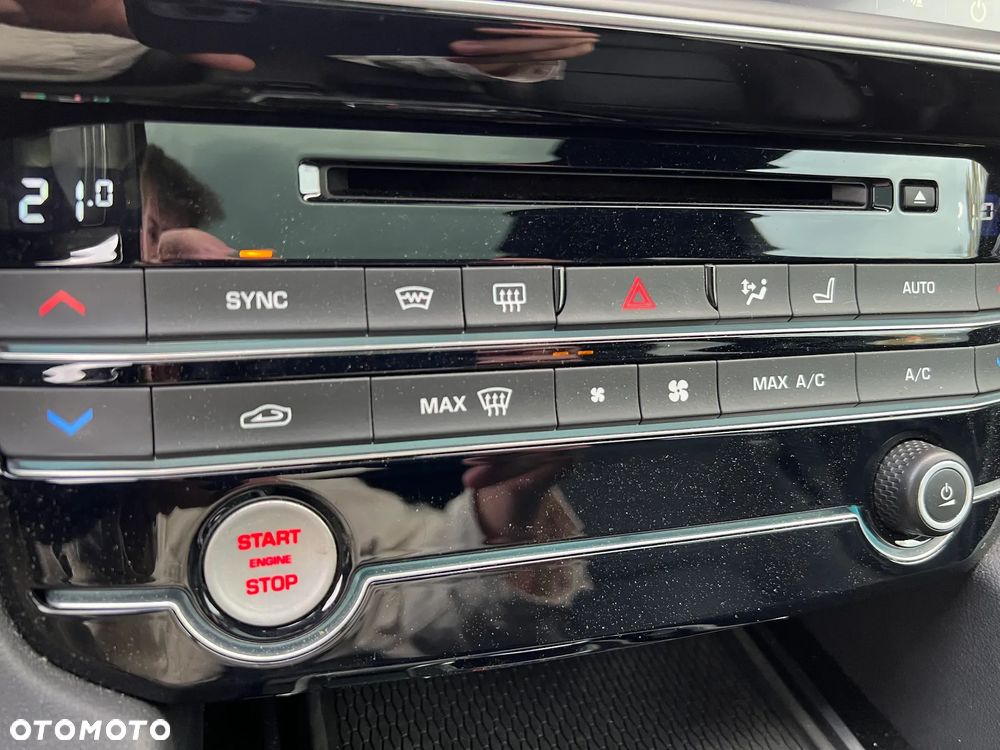 21.0
SYNC
AUTO
MAX
MAX A/C
A/C
START
ENGINE
STOP
OTOMOTO